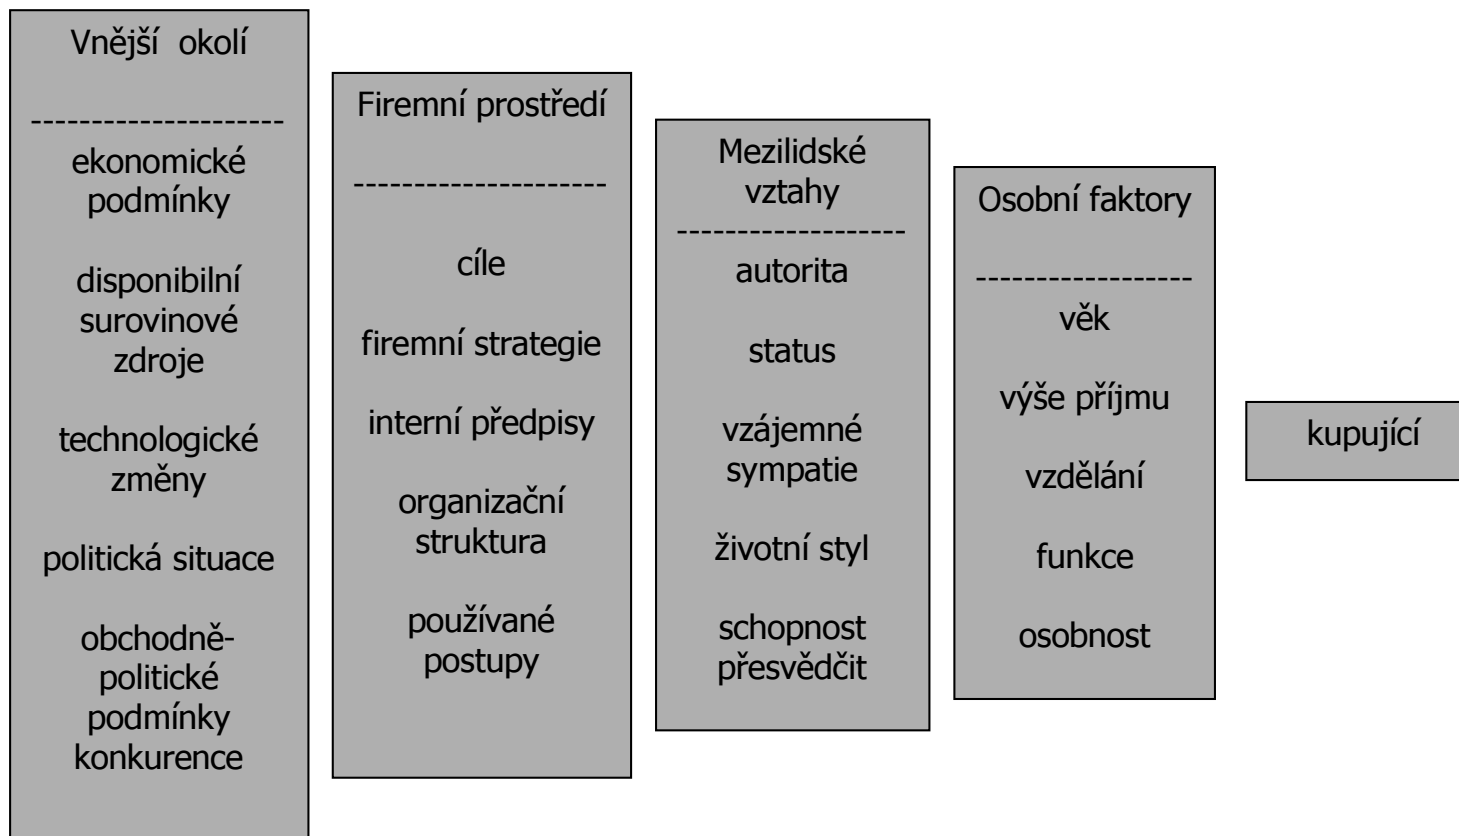 Vnější okolí
---------------------
ekonomické
podmínky
disponibilní
surovinové
zdroje
technologické
změny
politická situace
obchodně-
politické
podmínky
konkurence
Firemní prostředí
---------------------
cíle
firemní strategie
interní předpisy
organizační
struktura
používané
postupy
Mezilidské
vztahy
-------------------
autorita
status
vzájemné
sympatie
životní styl
schopnost
přesvědčit
Osobní faktory
------------------
věk
výše příjmu
vzdělání
funkce
osobnost
kupující